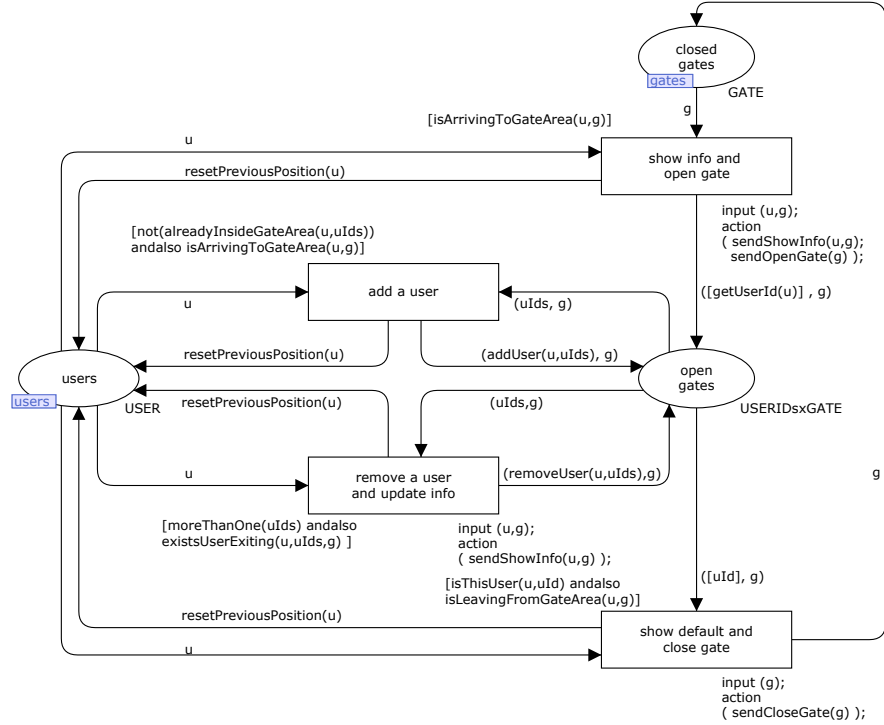 closed
gates
gates
GATE
g
[isArrivingToGateArea(u,g)]
u
show info and
open gate
resetPreviousPosition(u)
input (u,g);
action
( sendShowInfo(u,g);
sendOpenGate(g) );
[not(alreadyInsideGateArea(u,uIds))
andalso isArrivingToGateArea(u,g)]
add a user
u
(uIds, g)
([getUserId(u)] , g)
resetPreviousPosition(u)
(addUser(u,uIds), g)
users
users
USER
open
gates
USERIDsxGATE
resetPreviousPosition(u)
(uIds,g)
u
remove a user
and update info
(removeUser(u,uIds),g)
g
[moreThanOne(uIds) andalso
existsUserExiting(u,uIds,g) ]
input (u,g);
action
( sendShowInfo(u,g) );
([uId], g)
[isThisUser(u,uId) andalso
isLeavingFromGateArea(u,g)]
resetPreviousPosition(u)
show default and
close gate
u
input (g);
action
( sendCloseGate(g) );